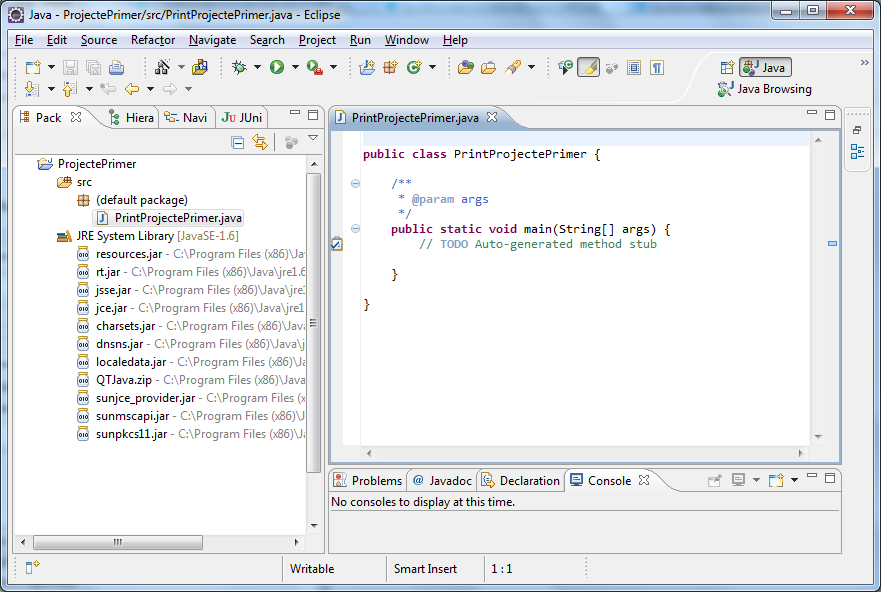 Java - ProjectePrimer/src/PrintProjectePrimer.java - Eclipse
File Edit Source Refactor Navigate Search Project Run Window Help
Java
Java Browsing
Pack Hiera Navi JUni
ProjectePrimer
src
(default package)
PrintProjectePrimer.java
JRE System Library [JavaSE-1.6]
resources.jar - C:\Program Files (x86)\Ja
rt.jar - C:\Program Files (x86)\Java\jre1.6
jsse.jar - C:\Program Files (x86)\Java\jre
jce.jar - C:\Program Files (x86)\Java\jre1
charsets.jar - C:\Program Files (x86)\Java
dnsns.jar - C:\Program Files (x86)\Java\j
localedata.jar - C:\Program Files (x86)\J
QTJava.zip - C:\Program Files (x86)\Java
sunjce_provider.jar - C:\Program Files (x
sunmscapi.jar - C:\Program Files (x86)\J
sunpkcs11.jar - C:\Program Files (x86)\J
PrintProjectePrimer.java
public class PrintProjectePrimer {
/**
* @param args
*/
public static void main(String[] args) {
// TODO Auto-generated method stub
}
}
Problems @ Javadoc Declaration Console
No consoles to display at this time.
Writable Smart Insert 1 : 1